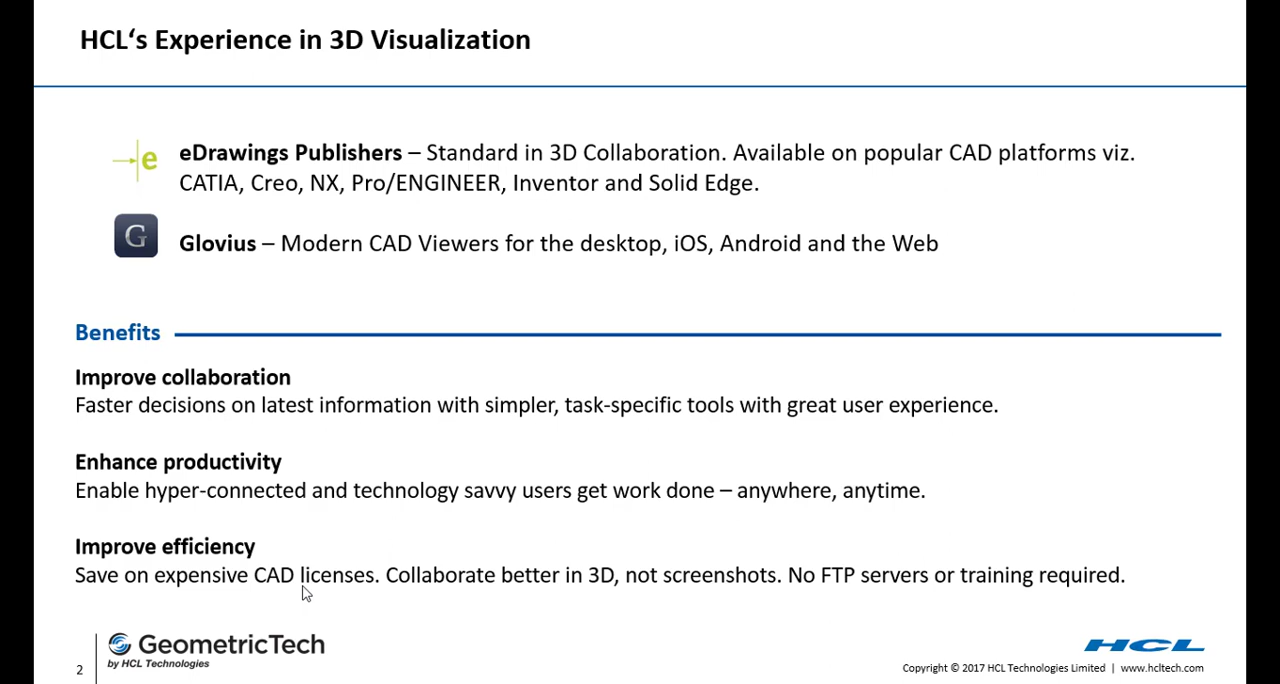 HCL‘s Experience in 3D Visualization
e
eDrawings Publishers – Standard in 3D Collaboration. Available on popular CAD platforms viz.
CATIA, Creo, NX, Pro/ENGINEER, Inventor and Solid Edge.
G
Glovius – Modern CAD Viewers for the desktop, iOS, Android and the Web
Benefits
Improve collaboration
Faster decisions on latest information with simpler, task-specific tools with great user experience.
Enhance productivity
Enable hyper-connected and technology savvy users get work done – anywhere, anytime.
Improve efficiency
Save on expensive CAD licenses. Collaborate better in 3D, not screenshots. No FTP servers or training required.
2
GeometricTech
by HCL Technologies
HCL
Copyright © 2017 HCL Technologies Limited | www.hcltech.com